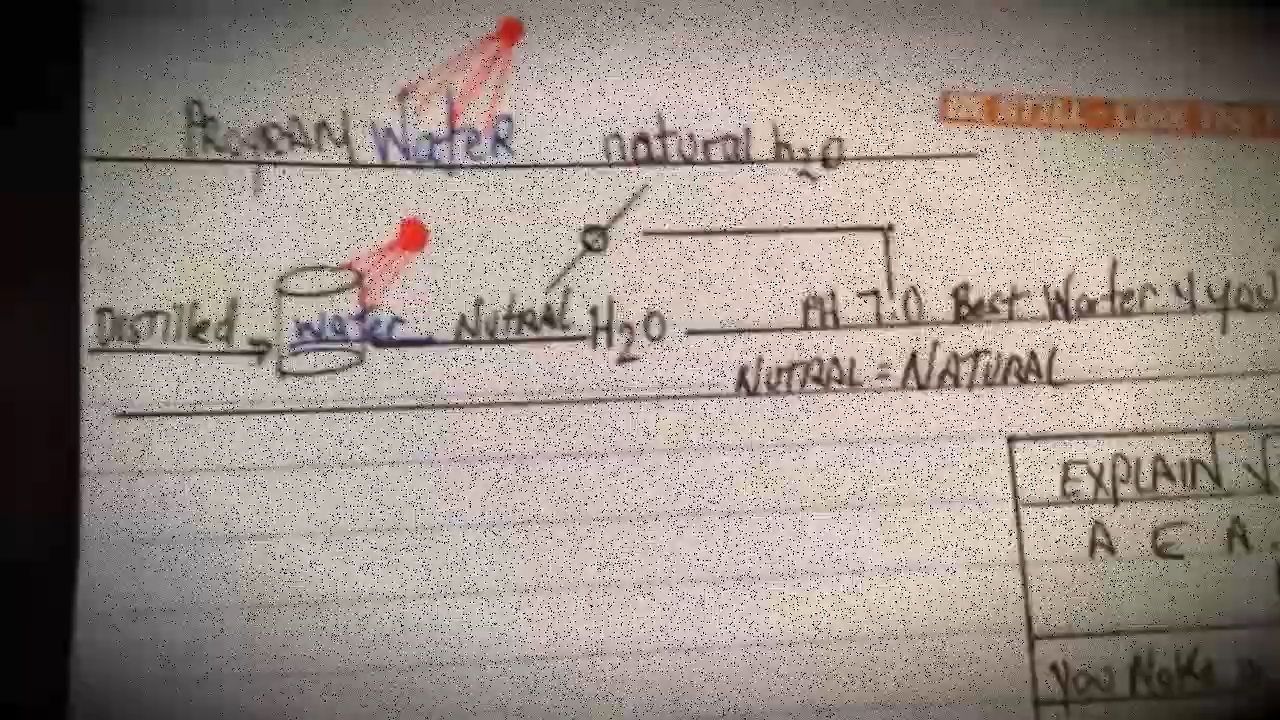 Water natural h2O
Distilled Water Nutral H2O PH 7.0 Best Water 4 you
NUTRAL = NATURAL
EXPLAIN
A E A
You Make